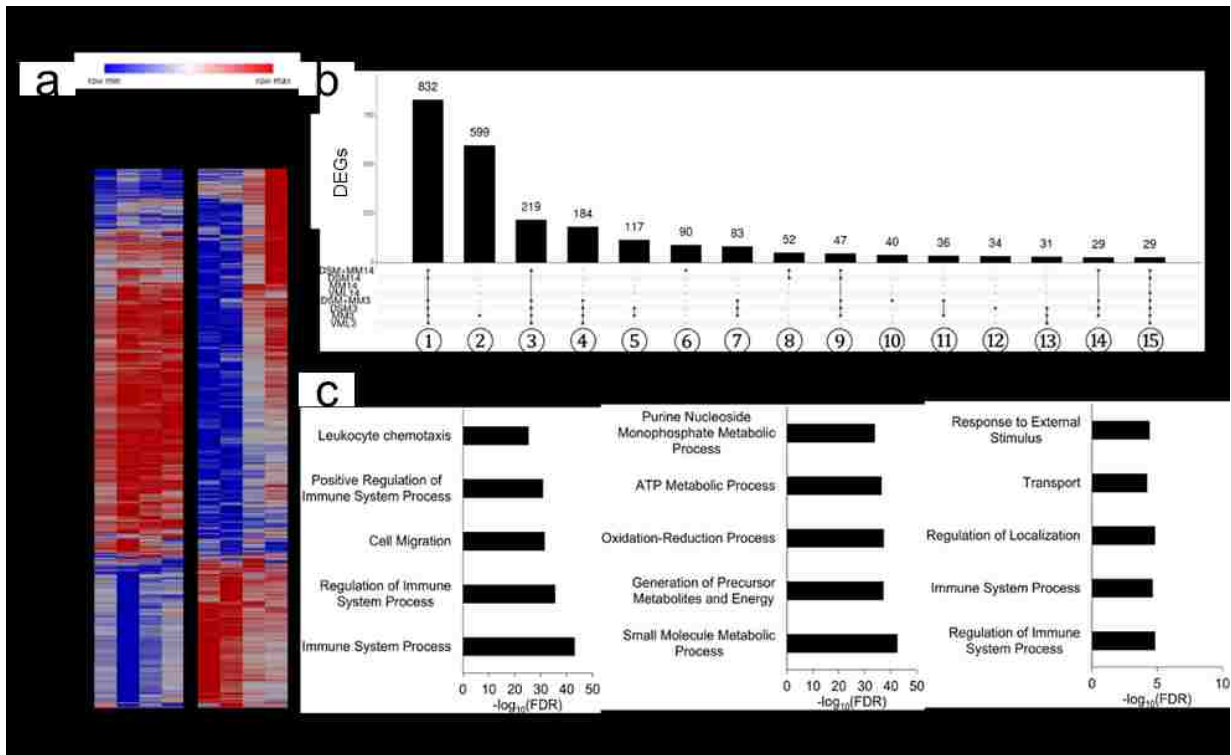 a
row min
row max
b
832
599
219
184
117
90
83
52
47
40
36
34
31
29
29
DEGs
0
DSM+MM14
DSM14
MM14
VML14
DSM+MM3
DSM3
MM3
VML3
1 2 3 4 5 6 7 8 9 10 11 12 13 14 15
c
Leukocyte chemotaxis
Positive Regulation of
Immune System Process
Cell Migration
Regulation of Immune
System Process
Immune System Process
0 10 20 30 40 50
-log10(FDR)
Purine Nucleoside
Monophosphate Metabolic
Process
ATP Metabolic Process
Oxidation-Reduction Process
Generation of Precursor
Metabolites and Energy
Small Molecule Metabolic
Process
0 10 20 30 40 50
-log10(FDR)
Response to External
Stimulus
Transport
Regulation of Localization
Immune System Process
Regulation of Immune
System Process
0 5 10
-log10(FDR)